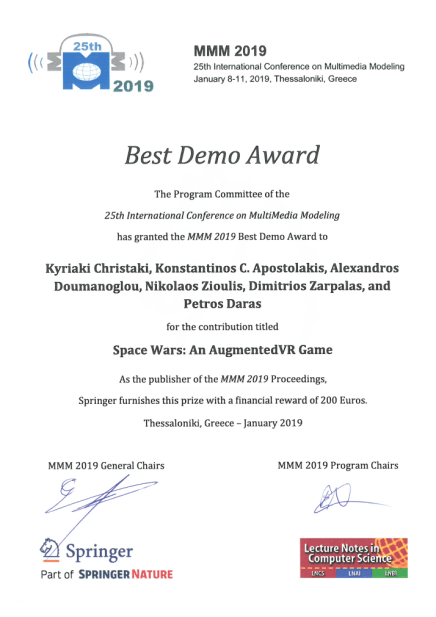 25th
2019
MMM 2019
25th International Conference on Multimedia Modeling
January 8-11, 2019, Thessaloniki, Greece
Best Demo Award
The Program Committee of the
25th International Conference on MultiMedia Modeling
has granted the MMM 2019 Best Demo Award to
Kyriaki Christaki, Konstantinos C. Apostolakis, Alexandros
Doumanoglou, Nikolaos Zioulis, Dimitrios Zarpalas, and
Petros Daras
for the contribution titled
Space Wars: An AugmentedVR Game
As the publisher of the MMM 2019 Proceedings,
Springer furnishes this prize with a financial reward of 200 Euros.
Thessaloniki, Greece – January 2019
MMM 2019 General Chairs
MMM 2019 Program Chairs
Springer
Part of SPRINGER NATURE
Lecture Notes in
Computer Science
LNCS LNAI LNBI